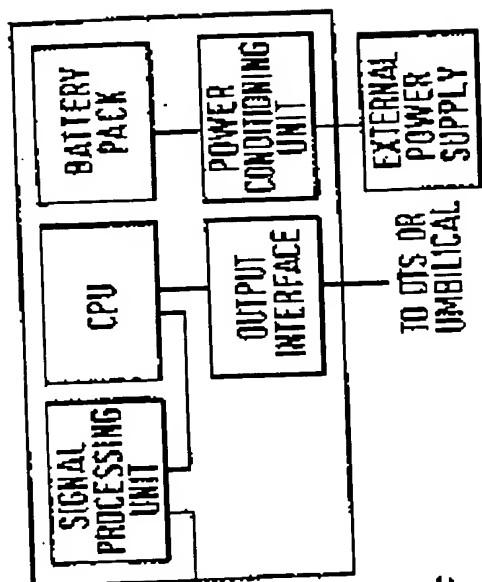 SIGNAL
PROCESSING
UNIT
CPU
BATTERY
PACK
OUTPUT
INTERFACE
POWER
CONDITIONING
UNIT
TO DTS OR
UMBILICAL
EXTERNAL
POWER
SUPPLY